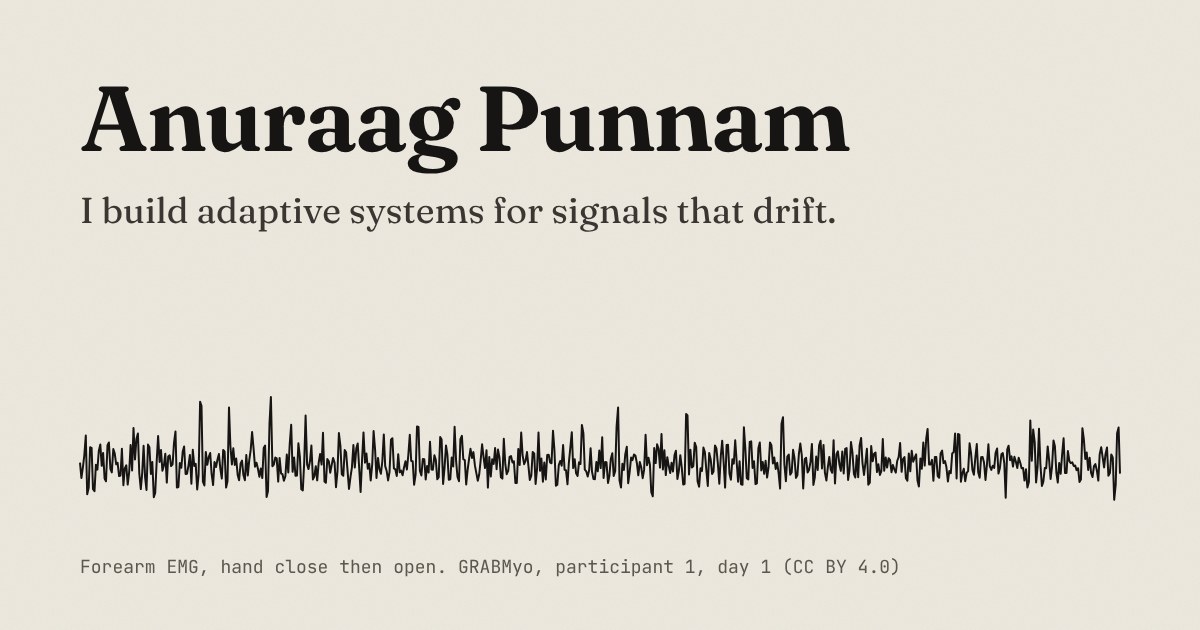 Anuraag Punnam
I build adaptive systems for signals that drift.
Forearm EMG, hand close then open. GRABMyo, participant 1, day 1 (CC BY 4.0)